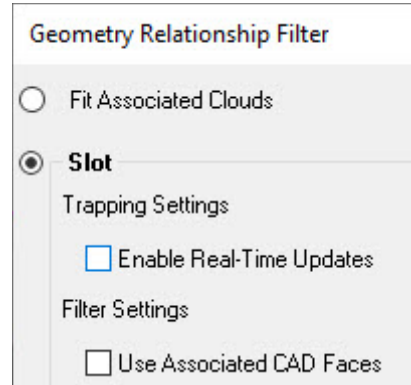 Geometry Relationship Filter
Fit Associated Clouds
Slot
Trapping Settings
Enable Real-Time Updates
Filter Settings
Use Associated CAD Faces